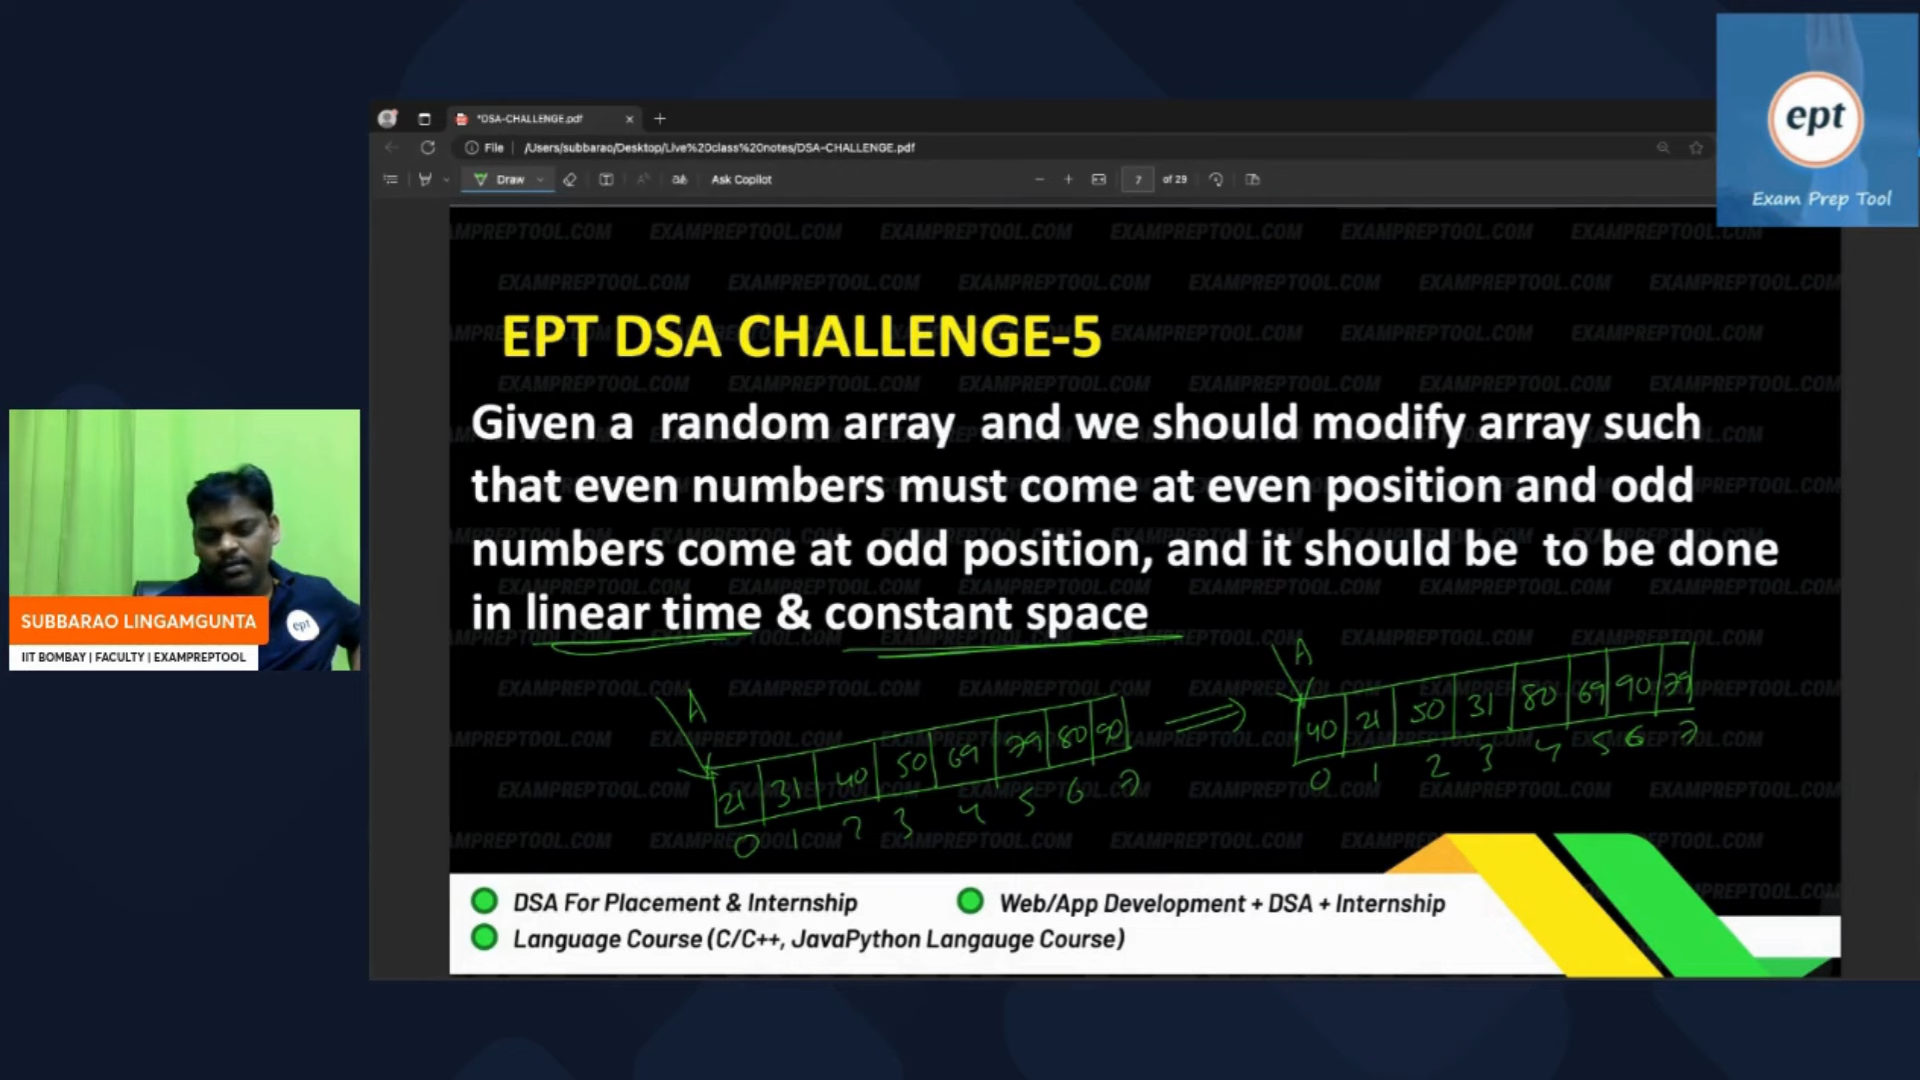 *DSA-CHALLENGE.pdf
File | /Users/subbarao/Desktop/Live%20class%20notes/DSA-CHALLENGE.pdf
Draw Ask Copilot 7 of 29
ept
Exam Prep Tool
EXAMPREPTOOL.COM
EPT DSA CHALLENGE-5
Given a random array and we should modify array such
that even numbers must come at even position and odd
numbers come at odd position, and it should be to be done
in linear time & constant space
A
21 31 40 50 69 79 80 90
0 1 2 3 4 5 6 7
A
40 21 50 31 80 69 90 79
0 1 2 3 4 5 6 7
ept
SUBBARAO LINGAMGUNTA
IIT BOMBAY | FACULTY | EXAMPREPTOOL
DSA For Placement & Internship
Web/App Development + DSA + Internship
Language Course (C/C++, JavaPython Langauge Course)